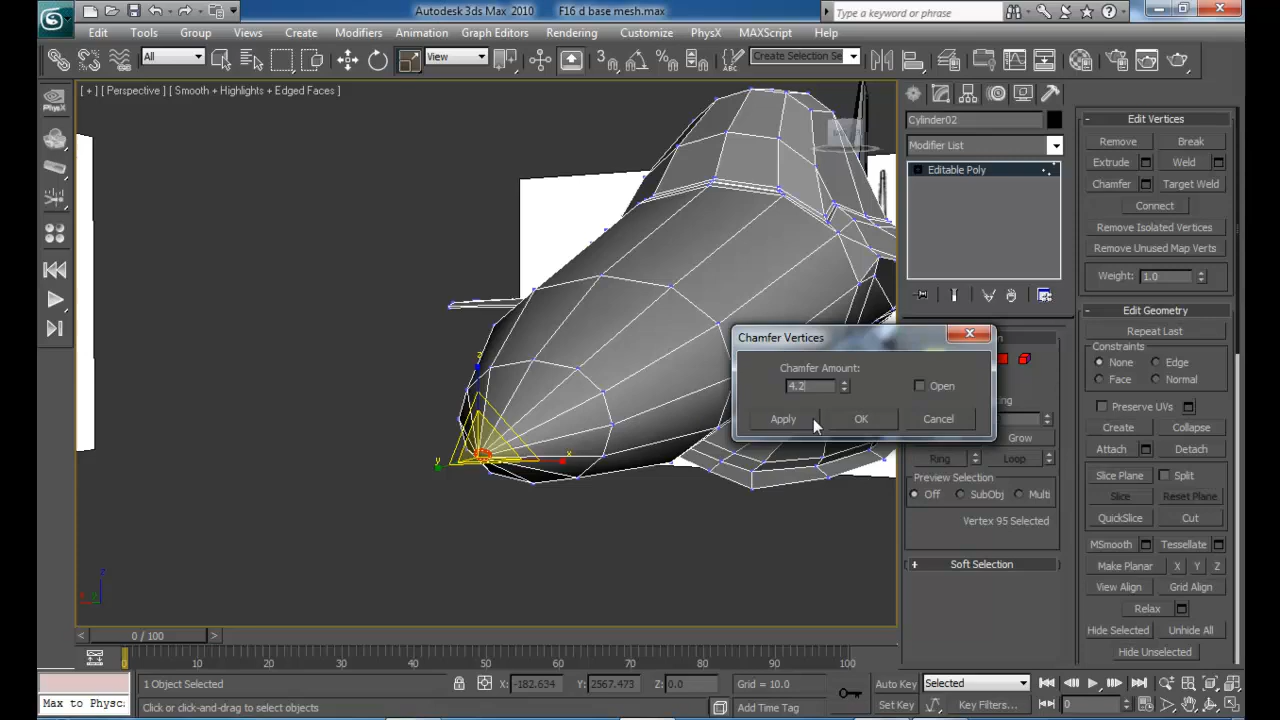 Autodesk 3ds Max 2010 F16 d base mesh.max
Type a keyword or phrase
Edit Tools Group Views Create Modifiers Animation Graph Editors Rendering Customize PhysX MAXScript Help
All View Create Selection Se
[ + ] [ Perspective ] [ Smooth + Highlights + Edged Faces ]
Cylinder02
Modifier List
Editable Poly
Edit Vertices
Remove Break
Extrude Weld
Chamfer Target Weld
Connect
Remove Isolated Vertices
Remove Unused Map Verts
Weight: 1.0
Edit Geometry
Repeat Last
Constraints
None Edge
Face Normal
Preserve UVs
Create Collapse
Attach Detach
Slice Plane Split
Slice Reset Plane
QuickSlice Cut
MSmooth Tessellate
Make Planar X Y Z
View Align Grid Align
Relax
Hide Selected Unhide All
Hide Unselected
Chamfer Vertices
Chamfer Amount:
4.2 Open
Apply OK Cancel
Grow
Ring Loop
Preview Selection
Off SubObj Multi
Vertex 95 Selected
Soft Selection
z
x
y
z
0 / 100
0 10 20 30 40 50 60 70 80 90 100
1 Object Selected X: -182.634 Y: 2567.473 Z: 0.0 Grid = 10.0 Auto Key Selected
Max to Physc Click or click-and-drag to select objects Add Time Tag Set Key Key Filters... 0